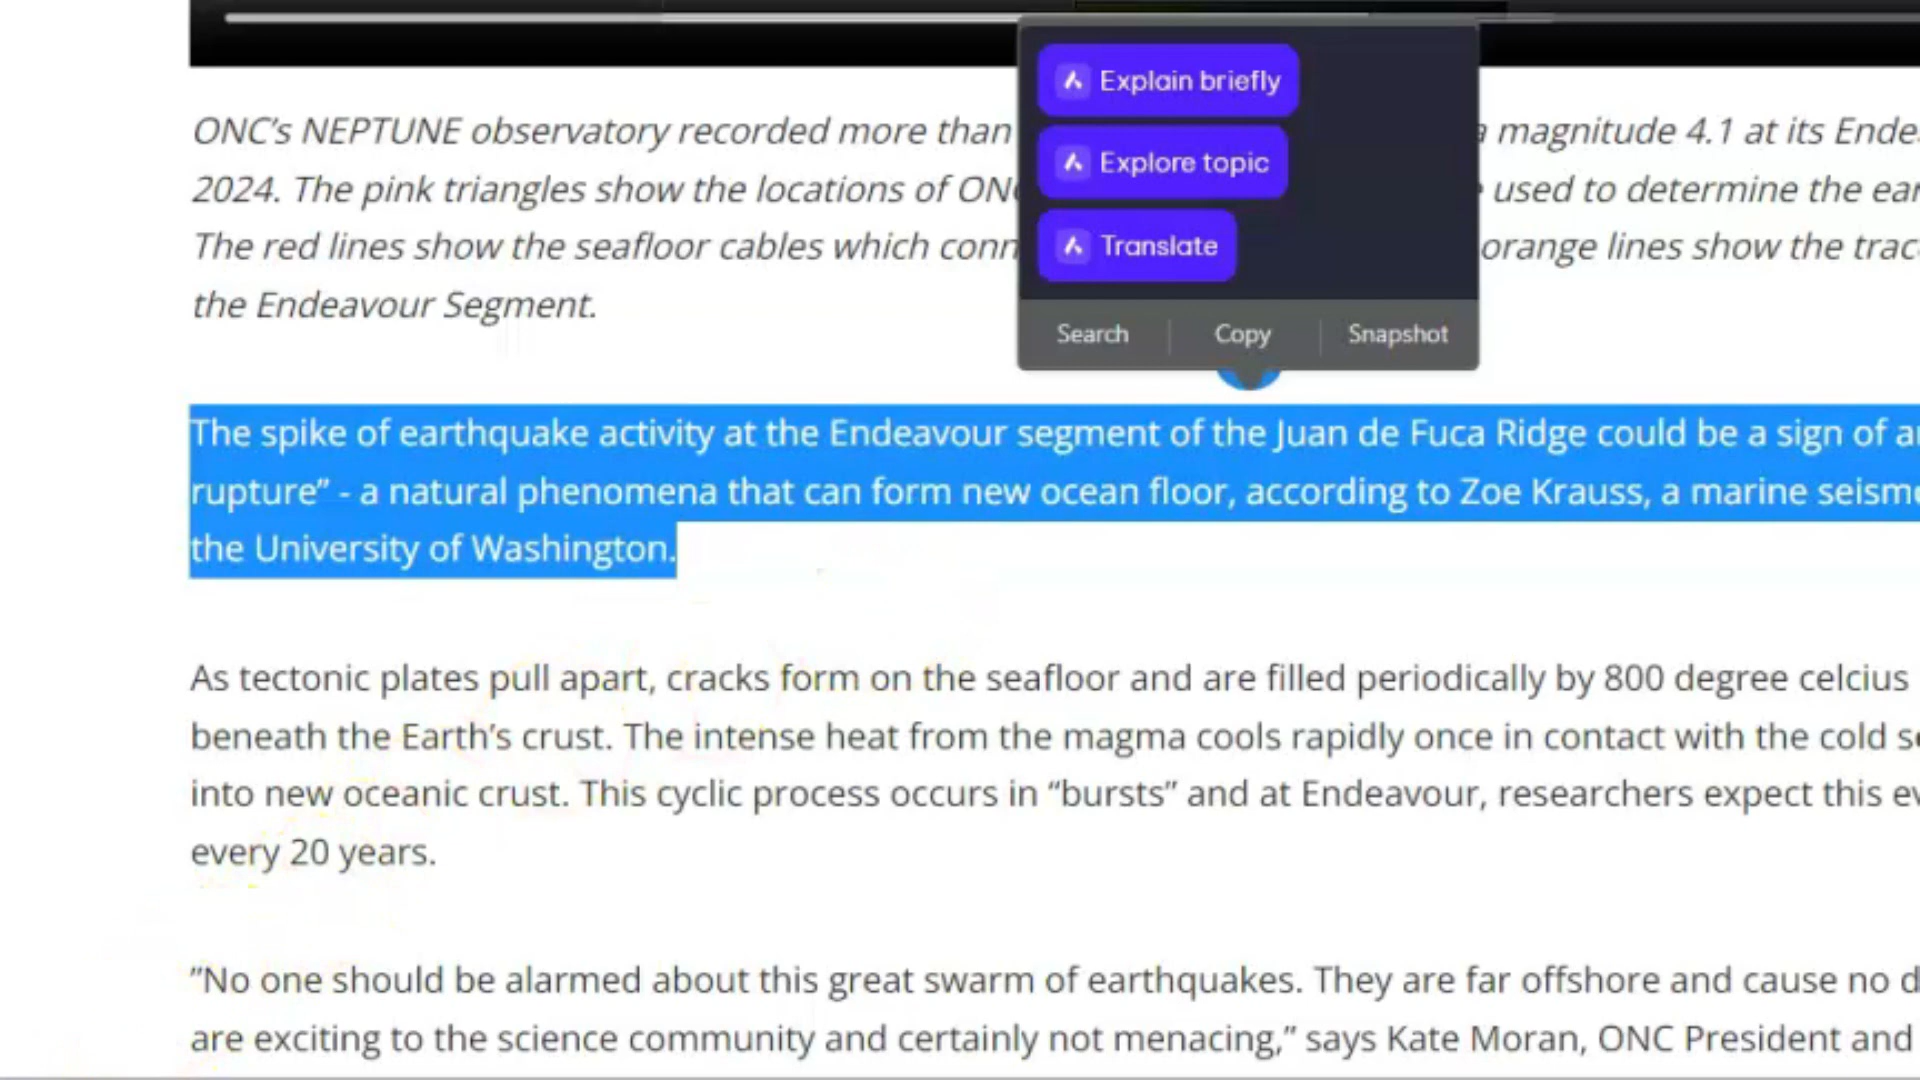 Explain briefly
Explore topic
Translate
Search Copy Snapshot
ONC's NEPTUNE observatory recorded more than magnitude 4.1 at its
2024. The pink triangles show the locations of used to determine the
The red lines show the seafloor cables which orange lines show the
the Endeavour Segment.
The spike of earthquake activity at the Endeavour segment of the Juan de Fuca Ridge could be a sign of
rupture” - a natural phenomena that can form new ocean floor, according to Zoe Krauss, a marine
the University of Washington.
As tectonic plates pull apart, cracks form on the seafloor and are filled periodically by 800 degree celcius
beneath the Earth's crust. The intense heat from the magma cools rapidly once in contact with the cold
into new oceanic crust. This cyclic process occurs in “bursts” and at Endeavour, researchers expect this
every 20 years.
”No one should be alarmed about this great swarm of earthquakes. They are far offshore and cause no
are exciting to the science community and certainly not menacing,” says Kate Moran, ONC President and